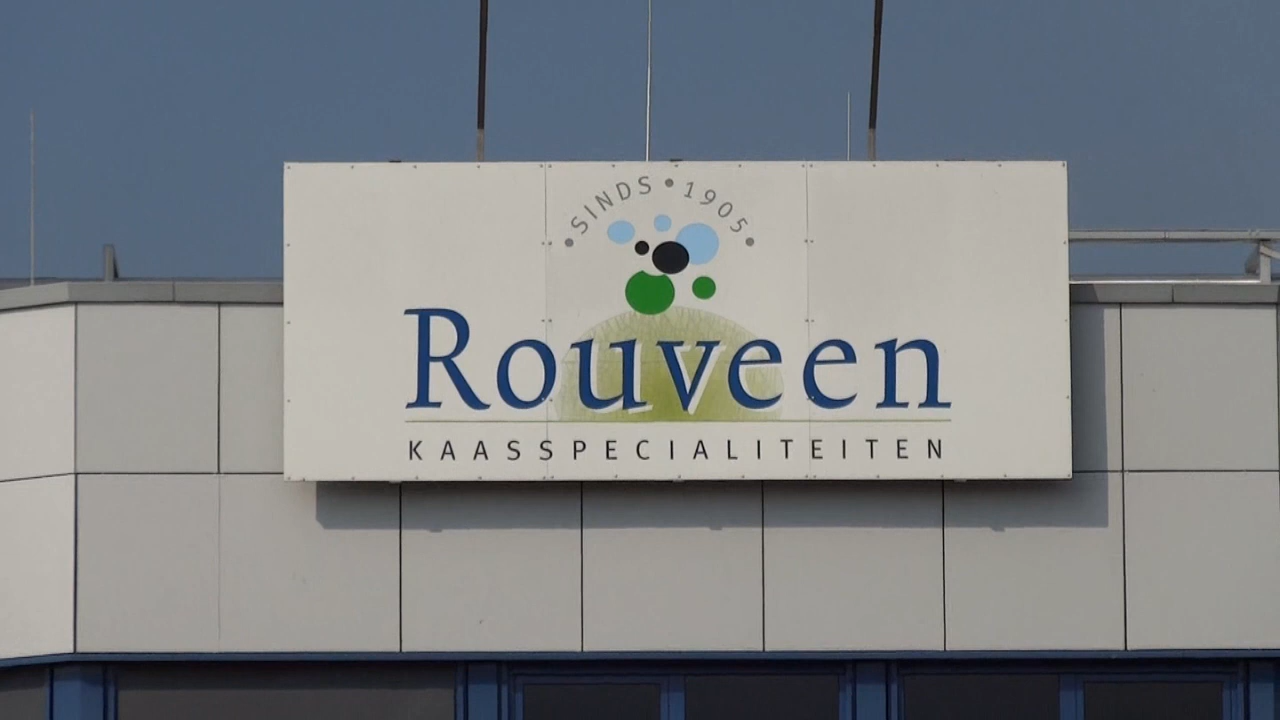 • SINDS • 1905 •
Rouveen
KAASSPECIALITEITEN